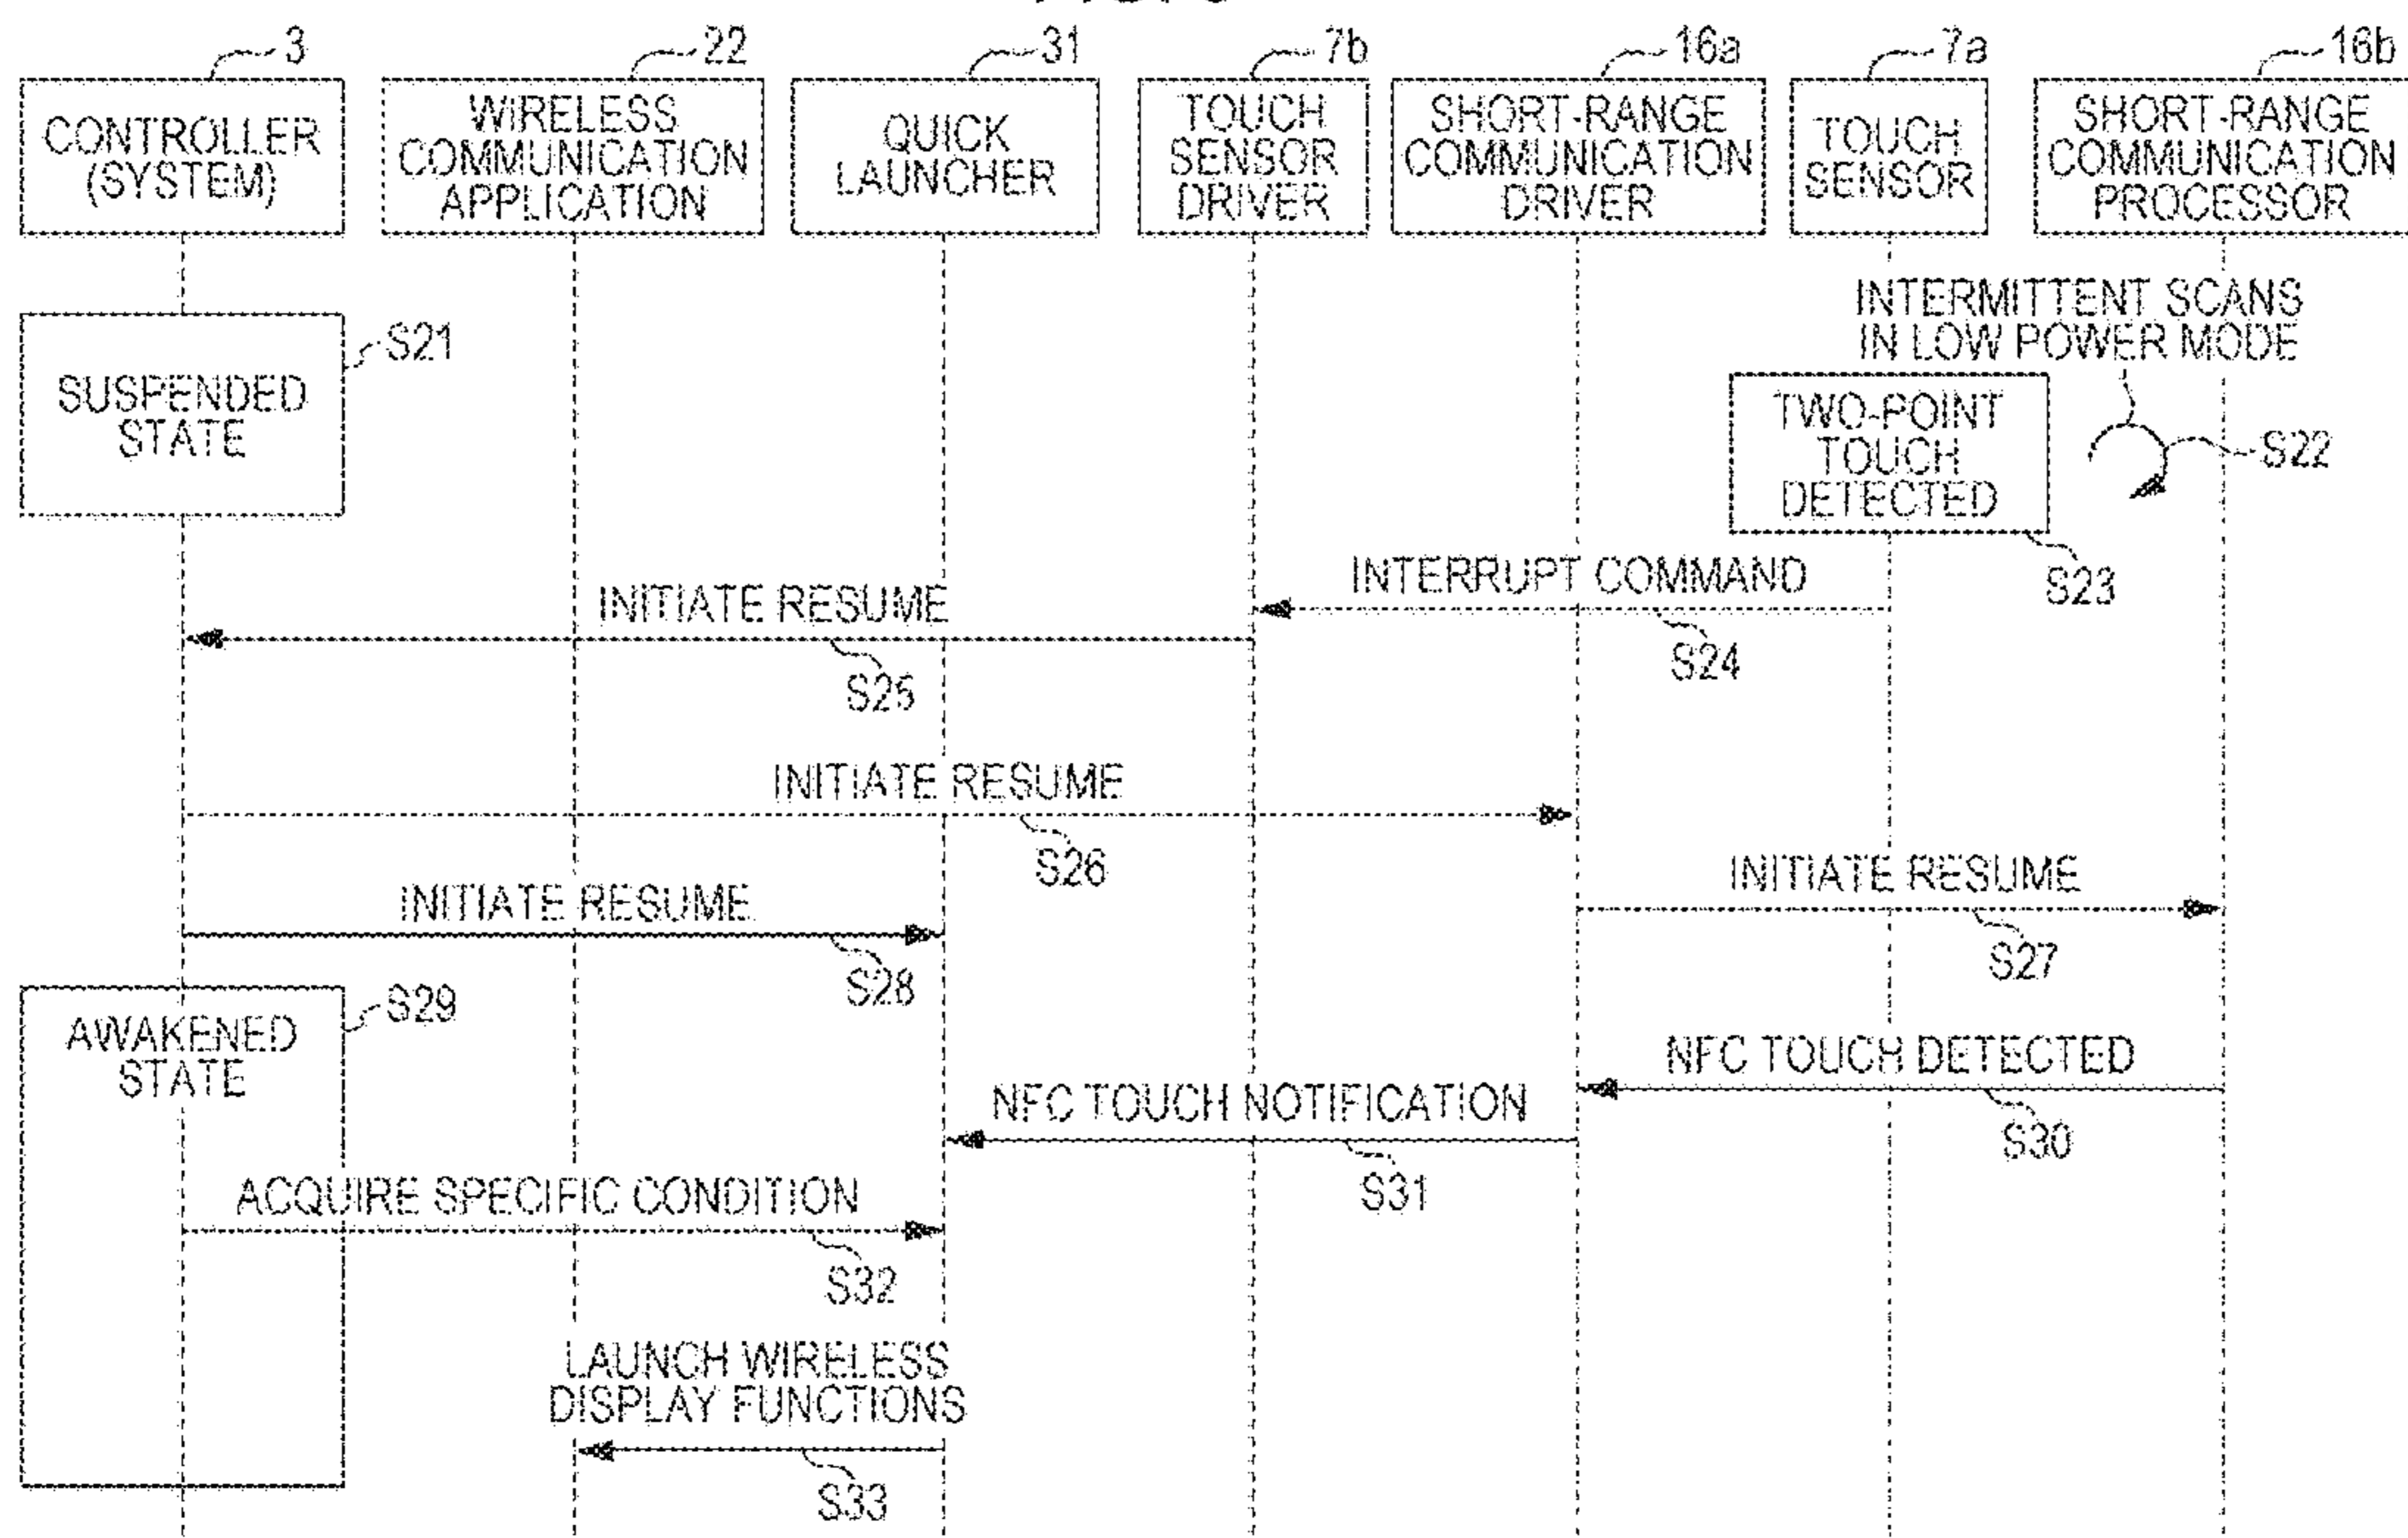 3
22
31
7b
16a
7a
16b
CONTROLLER
(SYSTEM)
WIRELESS
COMMUNICATION
APPLICATION
QUICK
LAUNCHER
TOUCH
SENSOR
DRIVER
SHORT-RANGE
COMMUNICATION
DRIVER
TOUCH
SENSOR
SHORT-RANGE
COMMUNICATION
PROCESSOR
INTERMITTENT SCANS
IN LOW POWER MODE
S21
SUSPENDED
STATE
TWO-POINT
TOUCH
DETECTED
S22
S23
INTERRUPT COMMAND
S24
INITIATE RESUME
S25
INITIATE RESUME
S26
INITIATE RESUME
S27
INITIATE RESUME
S28
S29
AWAKENED
STATE
NFC TOUCH DETECTED
S30
NFC TOUCH NOTIFICATION
S31
ACQUIRE SPECIFIC CONDITION
S32
LAUNCH WIRELESS
DISPLAY FUNCTIONS
S33